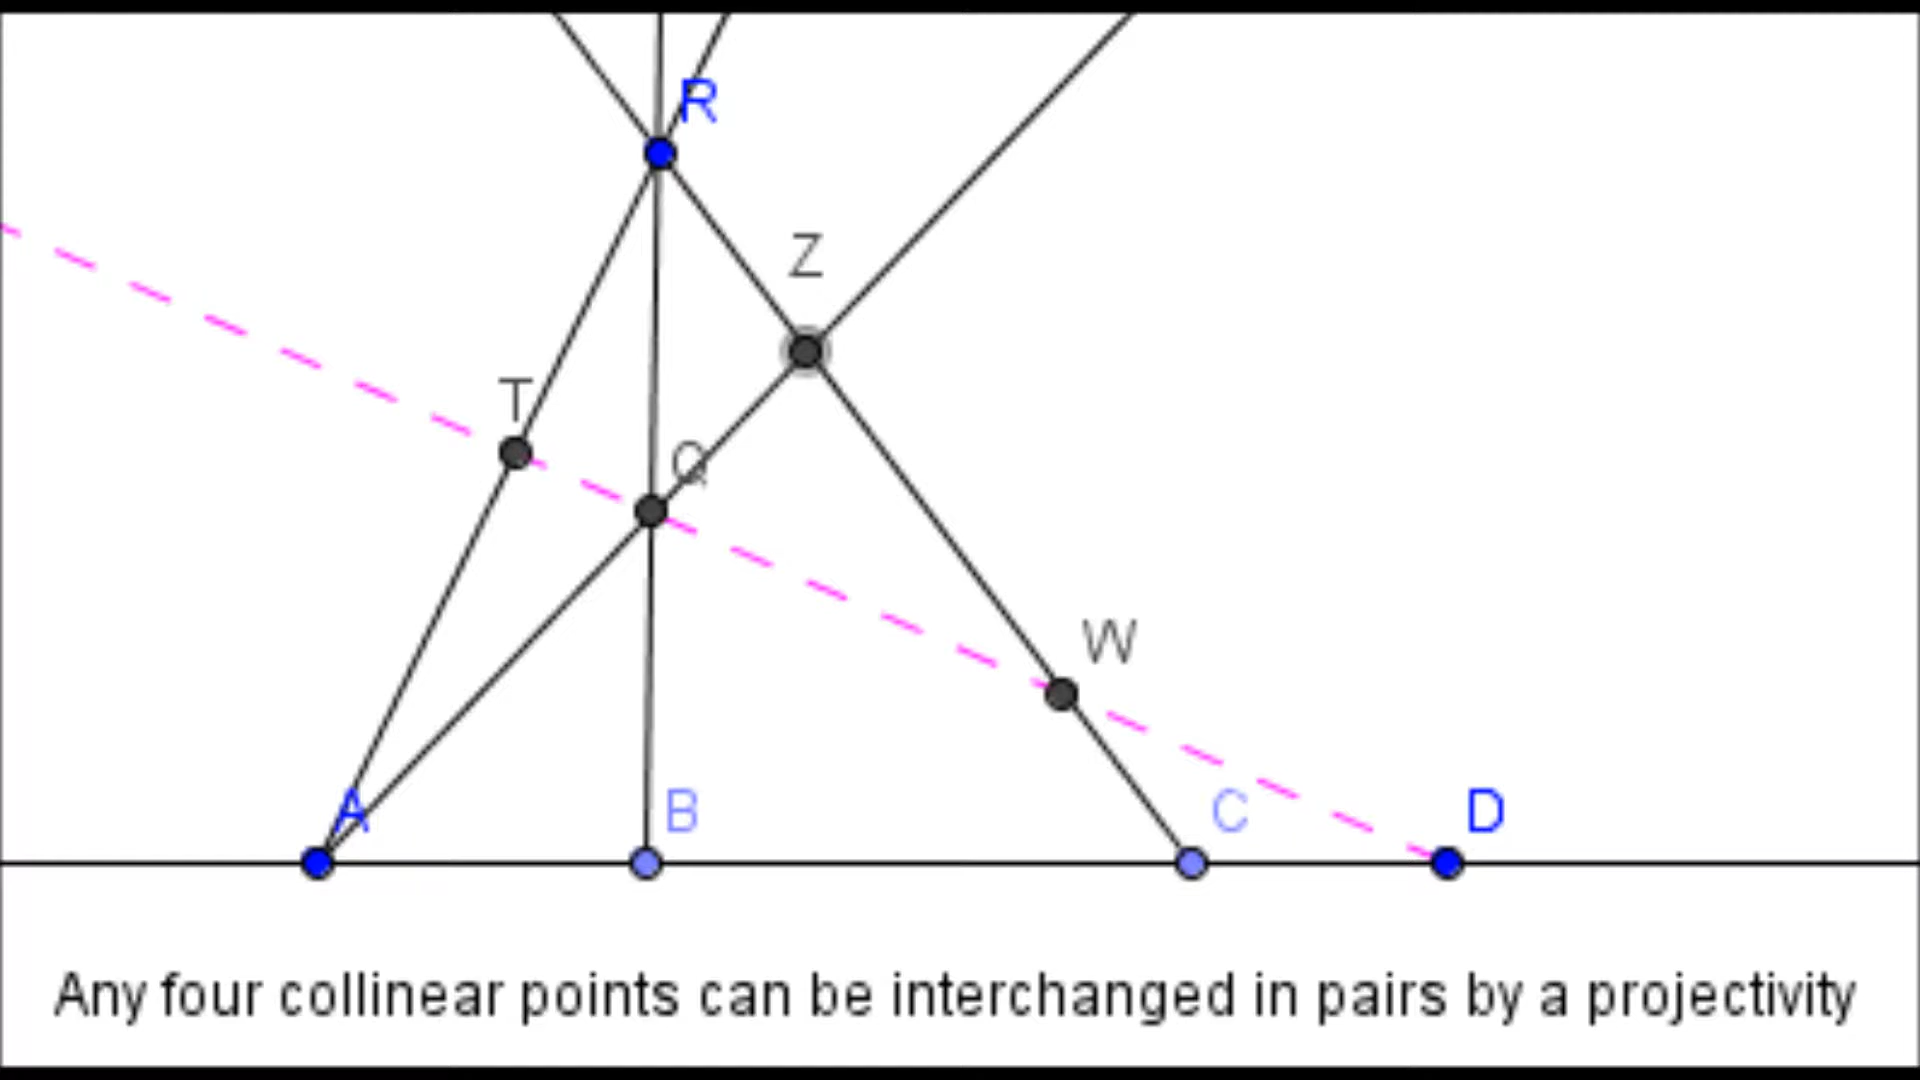 R
Z
T
Q
W
A B C D
Any four collinear points can be interchanged in pairs by a projectivity